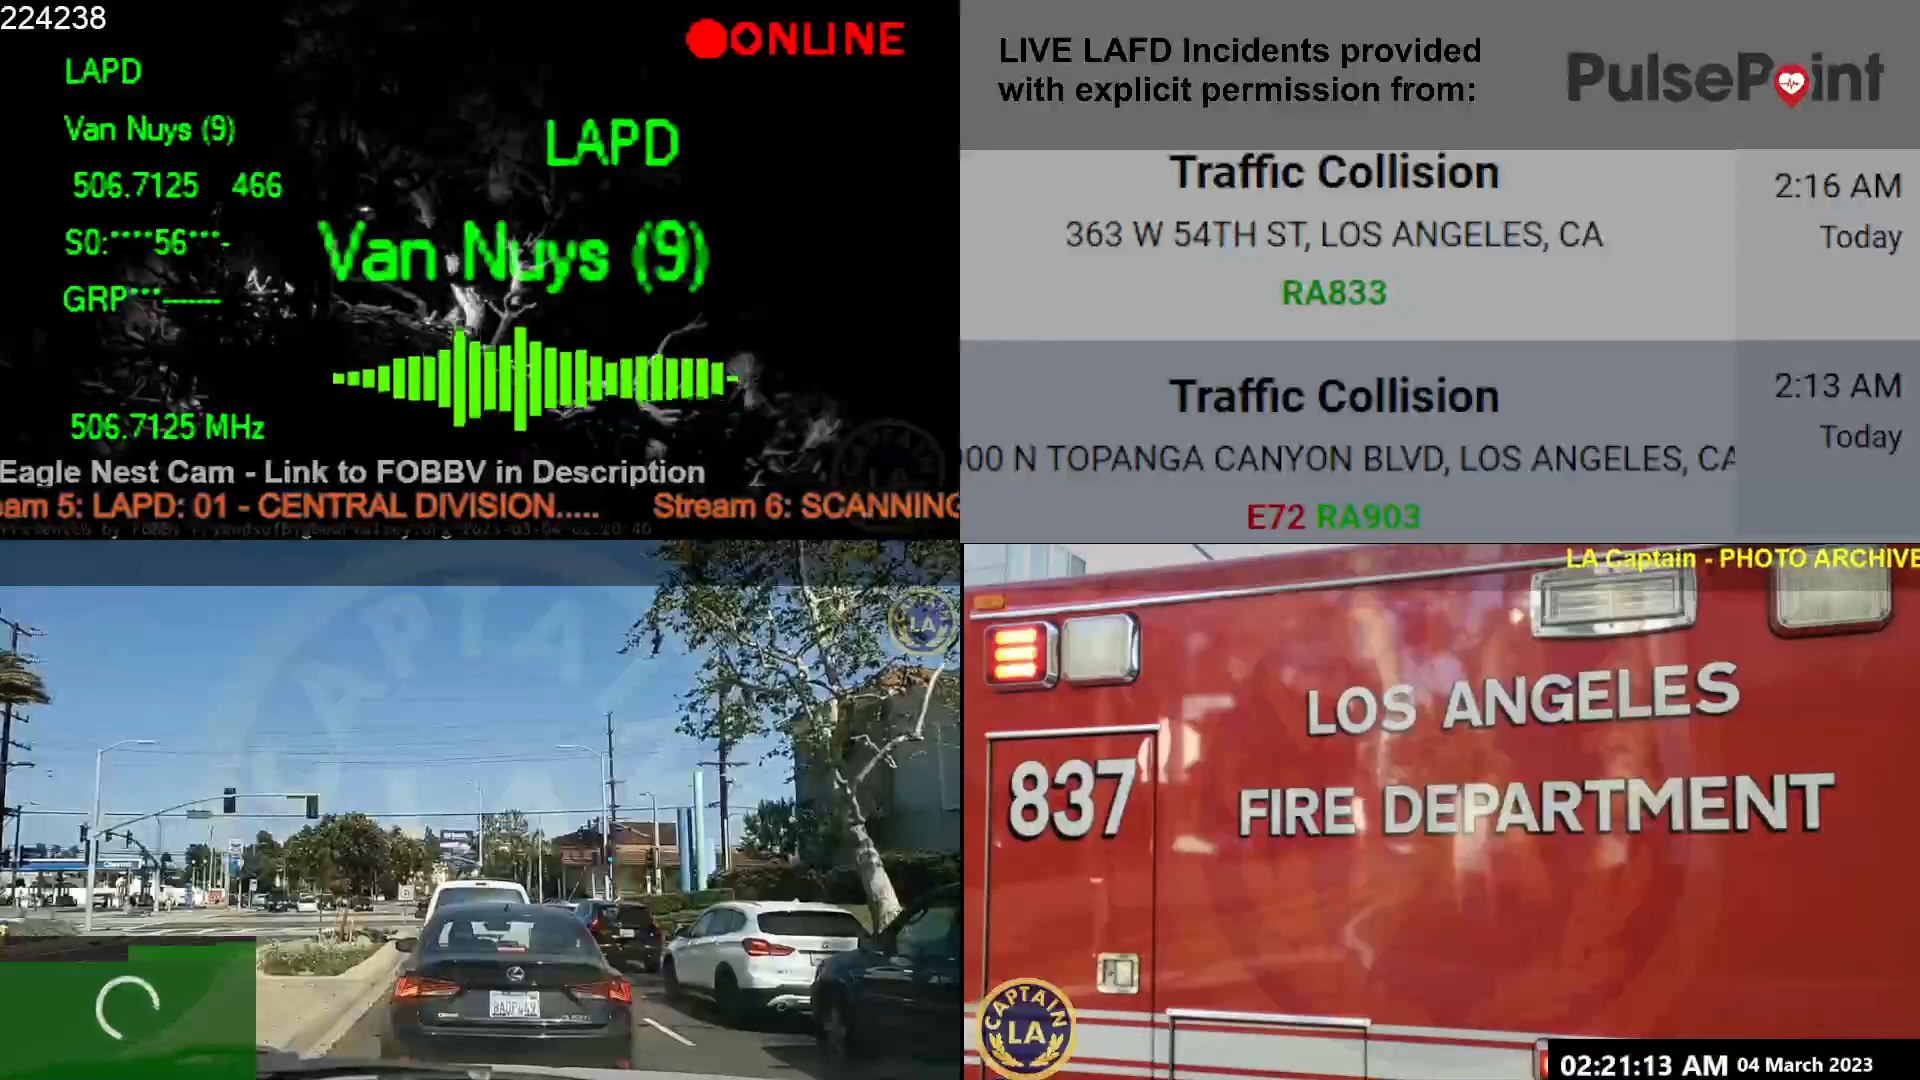 224238
ONLINE
LAPD
Van Nuys (9)
506.7125 466
S0:****56***-
GRP***-------
506.7125 MHz
LAPD
Van Nuys (9)
Eagle Nest Cam - Link to FOBBV in Description
am 5: LAPD: 01 - CENTRAL DIVISION..... Stream 6: SCANNING
LIVE LAFD Incidents provided
with explicit permission from:
PulsePoint
Traffic Collision
2:16 AM
363 W 54TH ST, LOS ANGELES, CA
Today
RA833
Traffic Collision
2:13 AM
Today
00 N TOPANGA CANYON BLVD, LOS ANGELES, CA
E72 RA903
CAPTAIN
LA
LA Captain - PHOTO ARCHIVE
LOS ANGELES
FIRE DEPARTMENT
837
CAPTAIN
LA
02:21:13 AM 04 March 2023